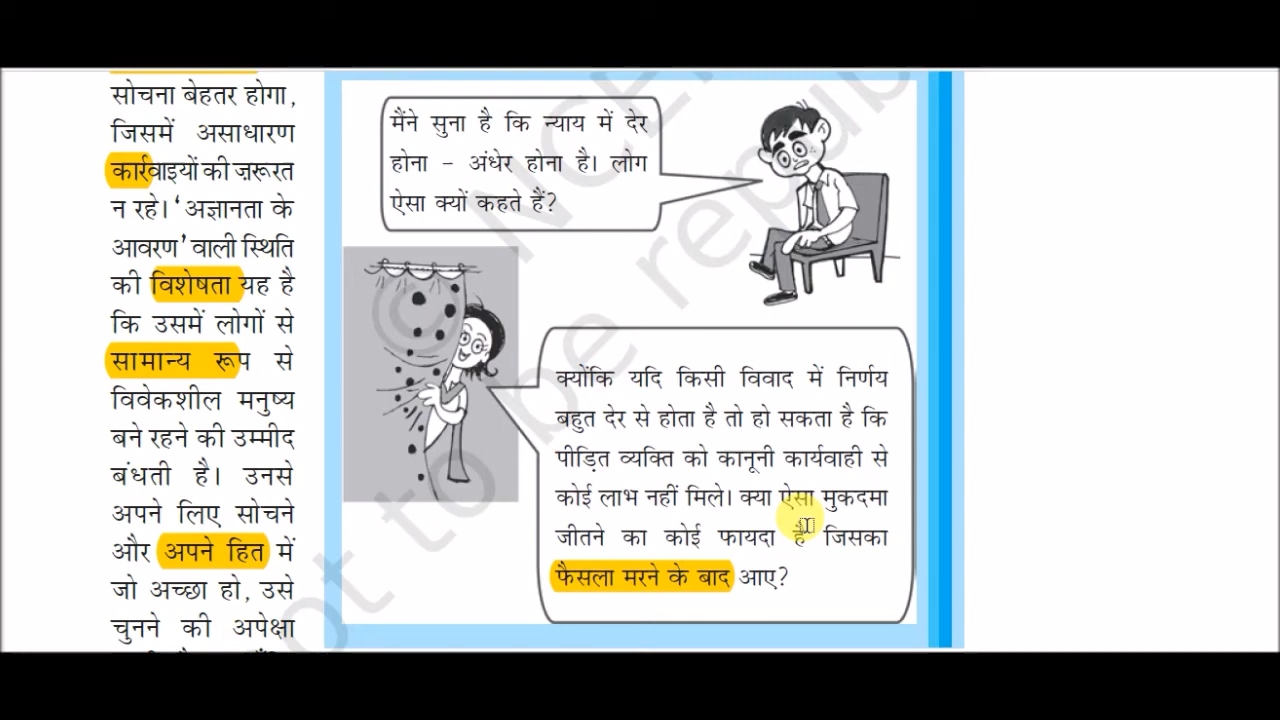 सोचना बेहतर होगा,
जिसमें असाधारण
कार्रवाइयों की ज़रूरत
न रहे। ‘अज्ञानता के
आवरण’ वाली स्थिति
की विशेषता यह है
कि उसमें लोगों से
सामान्य रूप से
विवेकशील मनुष्य
बने रहने की उम्मीद
बंधती है। उनसे
अपने लिए सोचने
और अपने हित में
जो अच्छा हो, उसे
चुनने की अपेक्षा
मैंने सुना है कि न्याय में देर
होना – अंधेर होना है। लोग
ऐसा क्यों कहते हैं?
क्योंकि यदि किसी विवाद में निर्णय
बहुत देर से होता है तो हो सकता है कि
पीड़ित व्यक्ति को कानूनी कार्यवाही से
कोई लाभ नहीं मिले। क्या ऐसा मुकदमा
जीतने का कोई फायदा है जिसका
फैसला मरने के बाद आए?